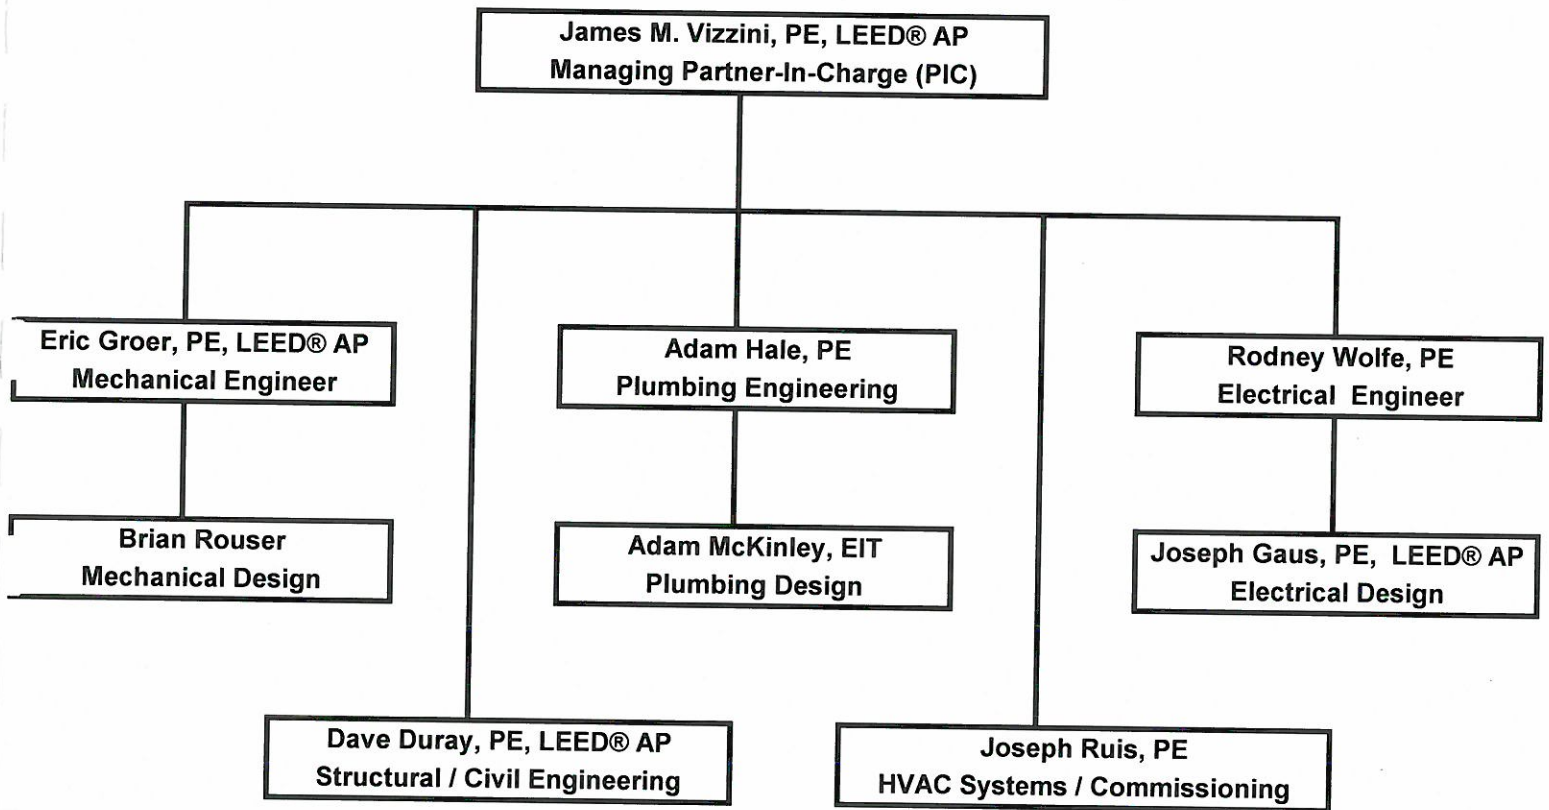 James M. Vizzini, PE, LEED® AP
Managing Partner-In-Charge (PIC)
Eric Groer, PE, LEED® AP
Mechanical Engineer
Adam Hale, PE
Plumbing Engineering
Rodney Wolfe, PE
Electrical Engineer
Brian Rouser
Mechanical Design
Adam McKinley, EIT
Plumbing Design
Joseph Gaus, PE, LEED® AP
Electrical Design
Dave Duray, PE, LEED® AP
Structural / Civil Engineering
Joseph Ruis, PE
HVAC Systems / Commissioning